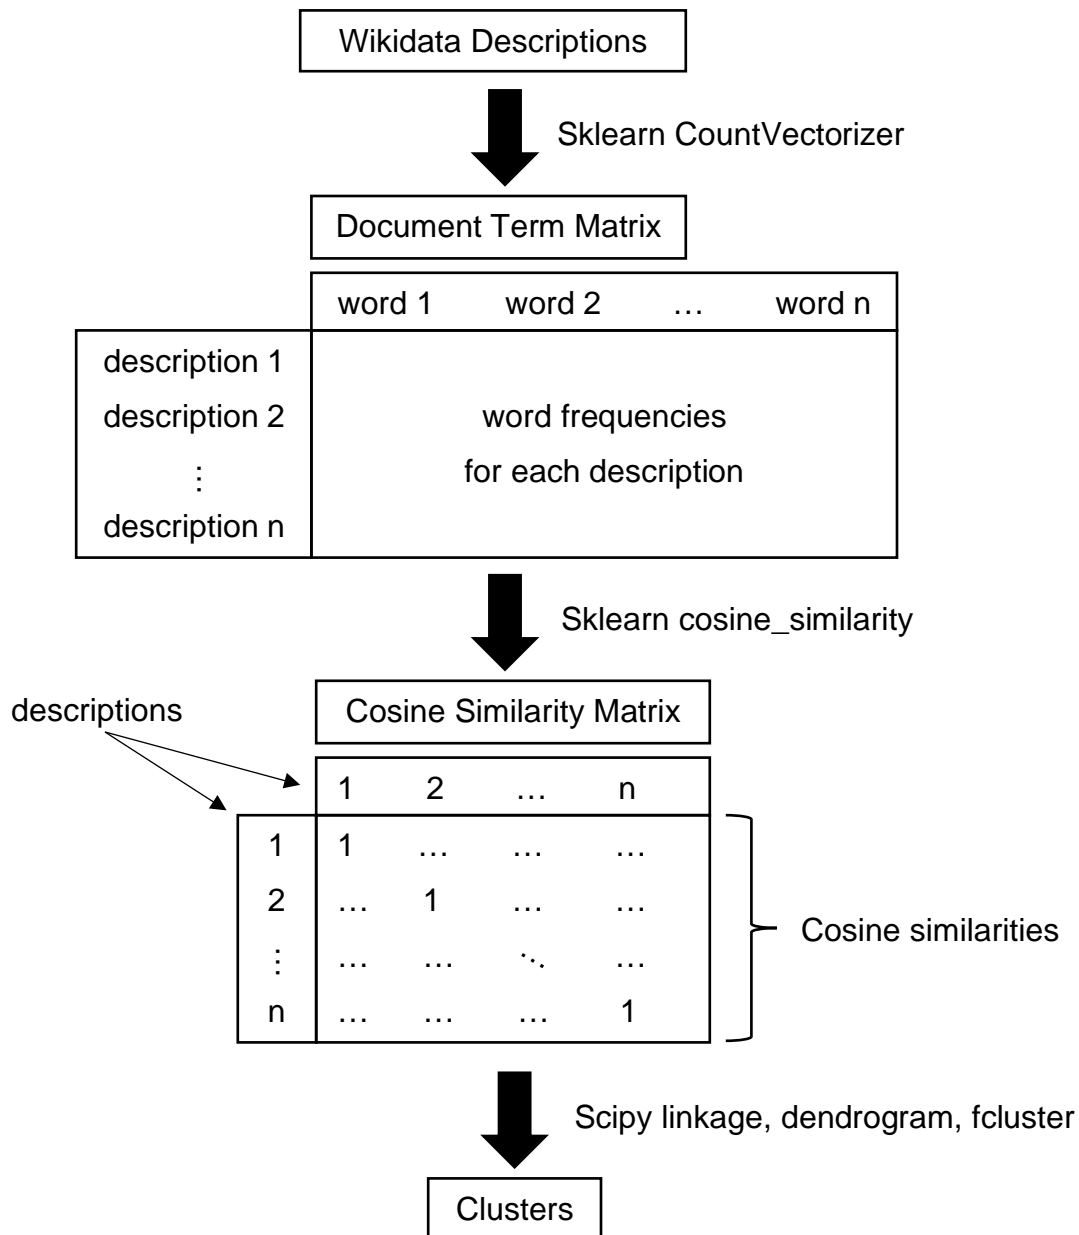 Wikidata Descriptions
Sklearn CountVectorizer
Document Term Matrix
word 1 word 2 … word n
description 1
description 2
⋮
description n
word frequencies
for each description
Sklearn cosine_similarity
descriptions
Cosine Similarity Matrix
1 2 … n
1 1 … … …
2 … 1 … …
⋮ … … ⋱ …
n … … … 1
Cosine similarities
Scipy linkage, dendrogram, fcluster
Clusters